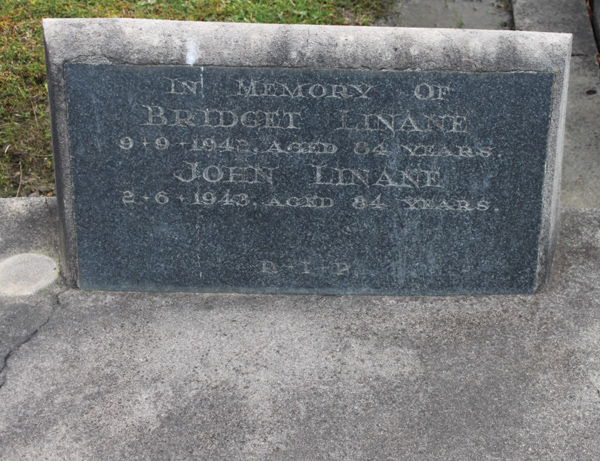 IN MEMORY OF
BRIDGET LINANE
9-9-1942, AGED 84 YEARS.
JOHN LINANE
2-6-1943, AGED 84 YEARS.
R-I-P